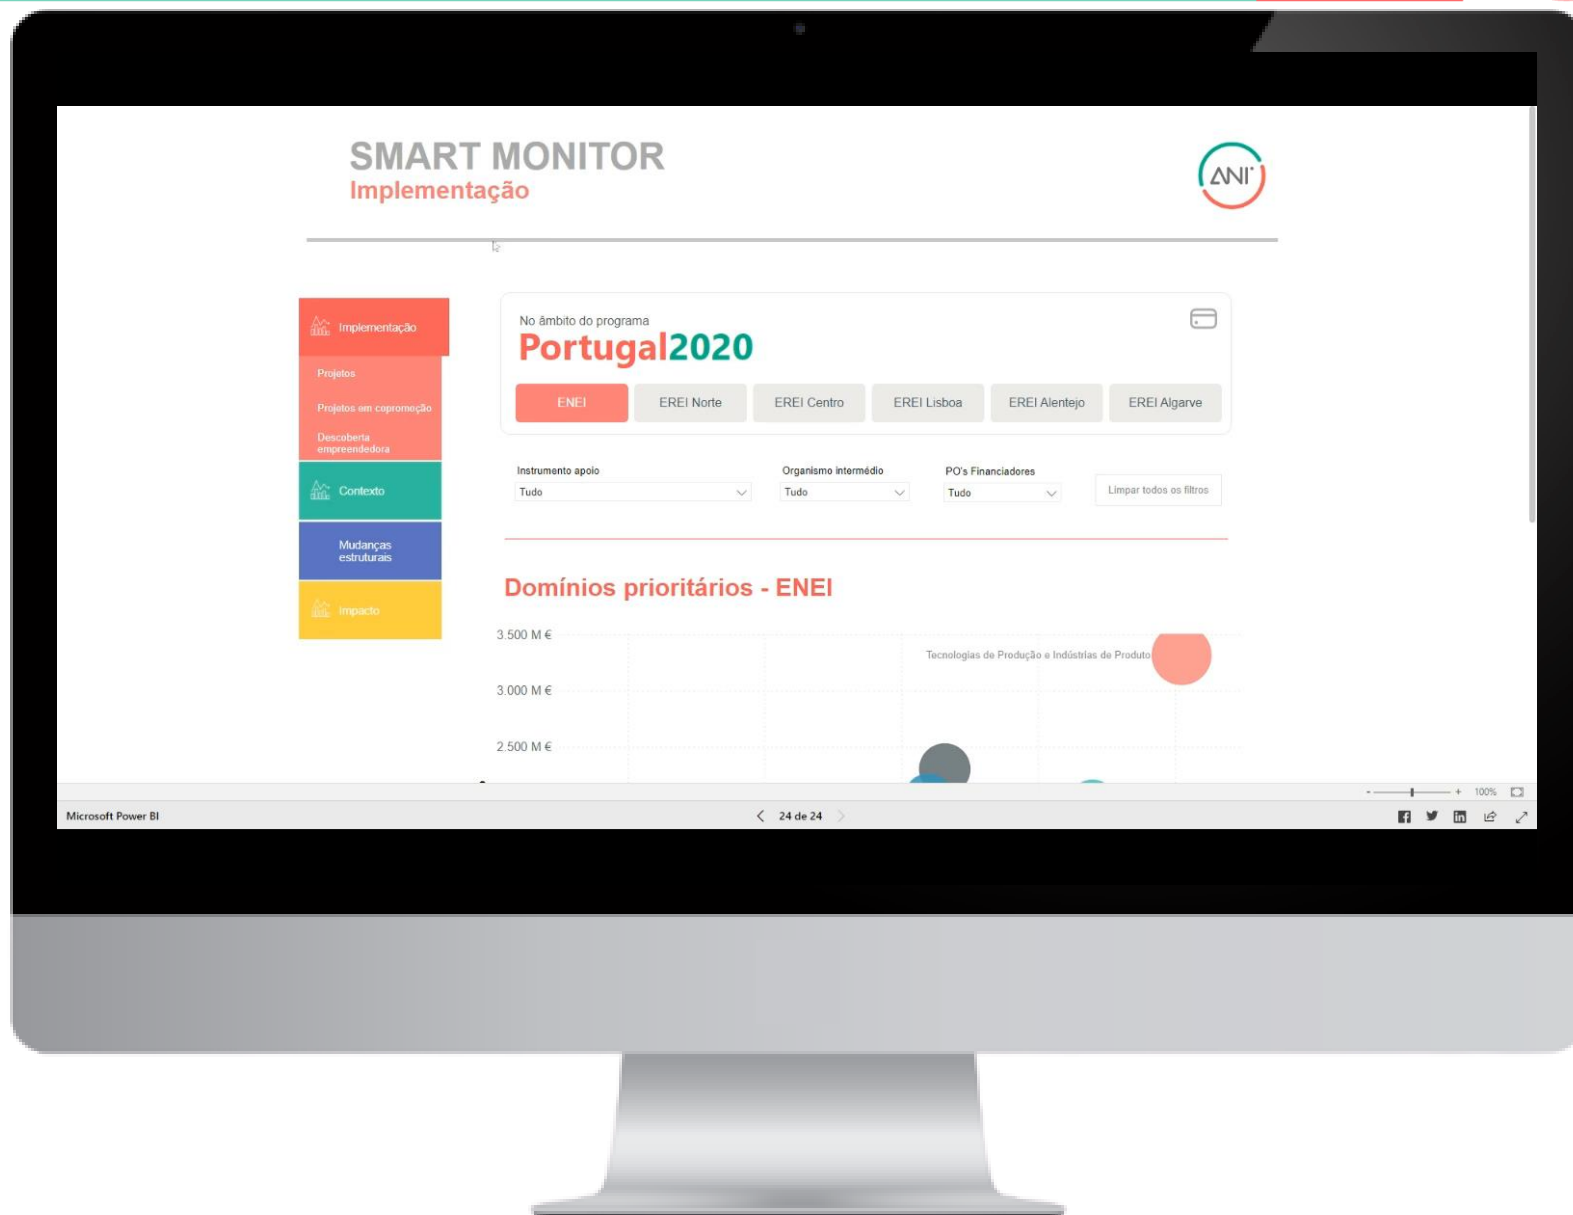 SMART MONITOR
Implementação
ANI
Implementação
Projetos
Projetos em copromoção
Descoberta
empreendedora
Contexto
Mudanças
estruturais
Impacto
No âmbito do programa
Portugal2020
ENEI
EREI Norte
EREI Centro
EREI Lisboa
EREI Alentejo
EREI Algarve
Instrumento apoio
Tudo
Organismo intermédio
Tudo
PO's Financiadores
Tudo
Limpar todos os filtros
Domínios prioritários - ENEI
3.500 M €
Tecnologias de Produção e Indústrias de Produto
3.000 M €
2.500 M €
- + 100%
Microsoft Power BI
24 de 24